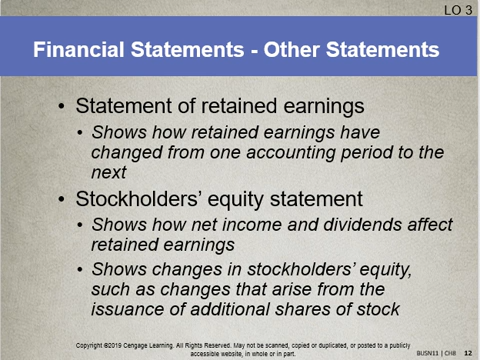 LO 3
Financial Statements - Other Statements
• Statement of retained earnings
• Shows how retained earnings have
changed from one accounting period to the
next
• Stockholders’ equity statement
• Shows how net income and dividends affect
retained earnings
• Shows changes in stockholders’ equity,
such as changes that arise from the
issuance of additional shares of stock
Copyright ©2019 Cengage Learning. All Rights Reserved. May not be scanned, copied or duplicated, or posted to a publicly
accessible website, in whole or in part.
BUSN11 | CH8 12